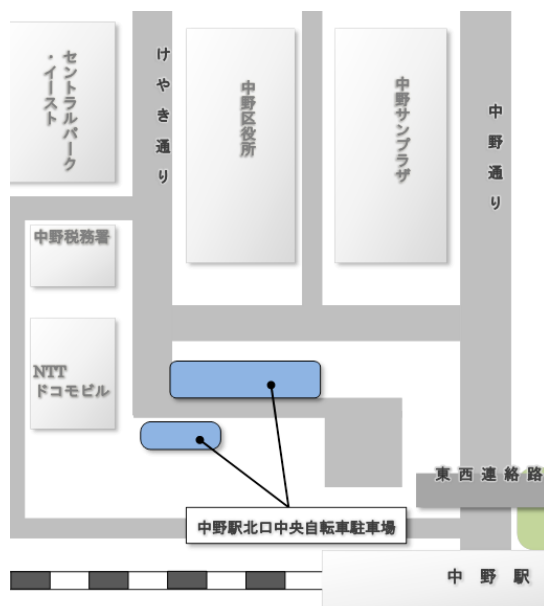 セントラルパーク
・イースト
けやき通り
中野区役所
中野サンプラザ
中野通り
中野税務署
NTT
ドコモビル
東西連絡路
中野駅北口中央自転車駐車場
中野駅